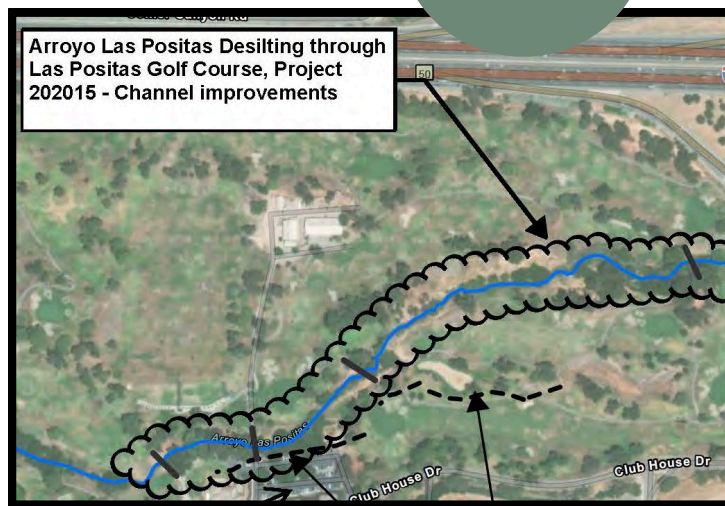 Arroyo Las Positas Desilting through
Las Positas Golf Course, Project
202015 - Channel improvements
50
Arroyo Las Positas
Club House Dr
Club House Dr